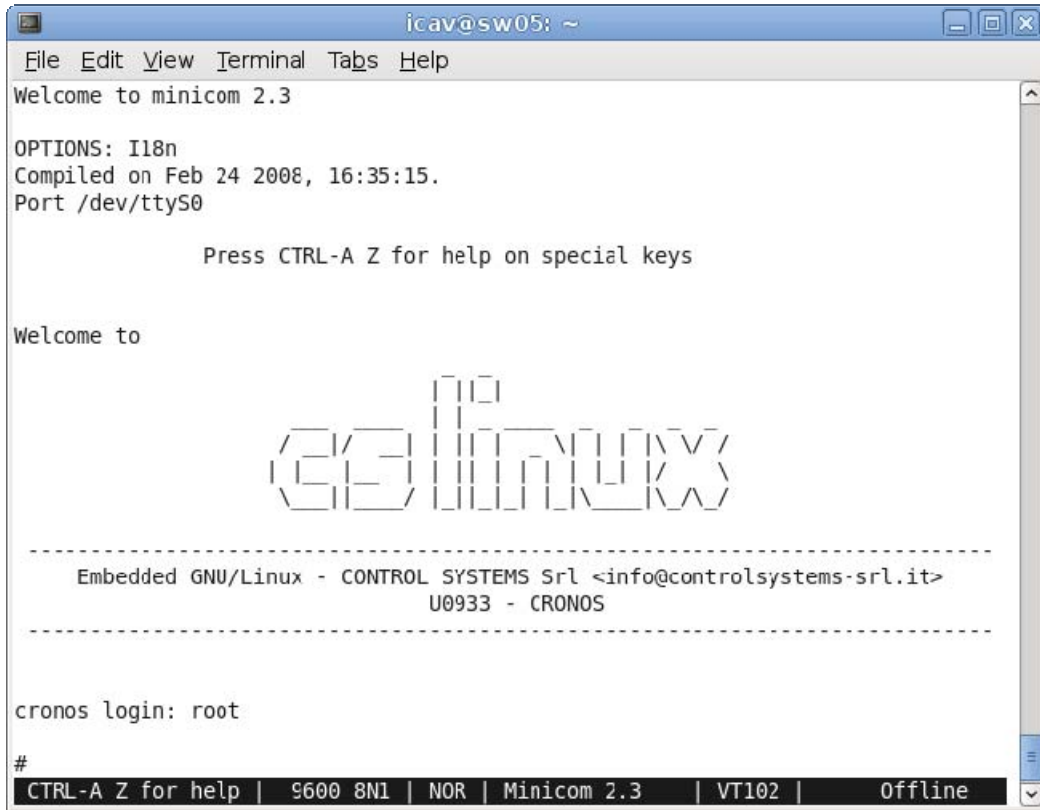 icav@sw05: ~
File Edit View Terminal Tabs Help
Welcome to minicom 2.3
OPTIONS: I18n
Compiled on Feb 24 2008, 16:35:15.
Port /dev/ttyS0
Press CTRL-A Z for help on special keys
Welcome to
cslinux
--------------------------------------------------------------------------------
Embedded GNU/Linux - CONTROL SYSTEMS Srl <info@controlsystems-srl.it>
U0933 - CRONOS
--------------------------------------------------------------------------------
cronos login: root
#
CTRL-A Z for help | 9600 8N1 | NOR | Minicom 2.3 | VT102 | Offline